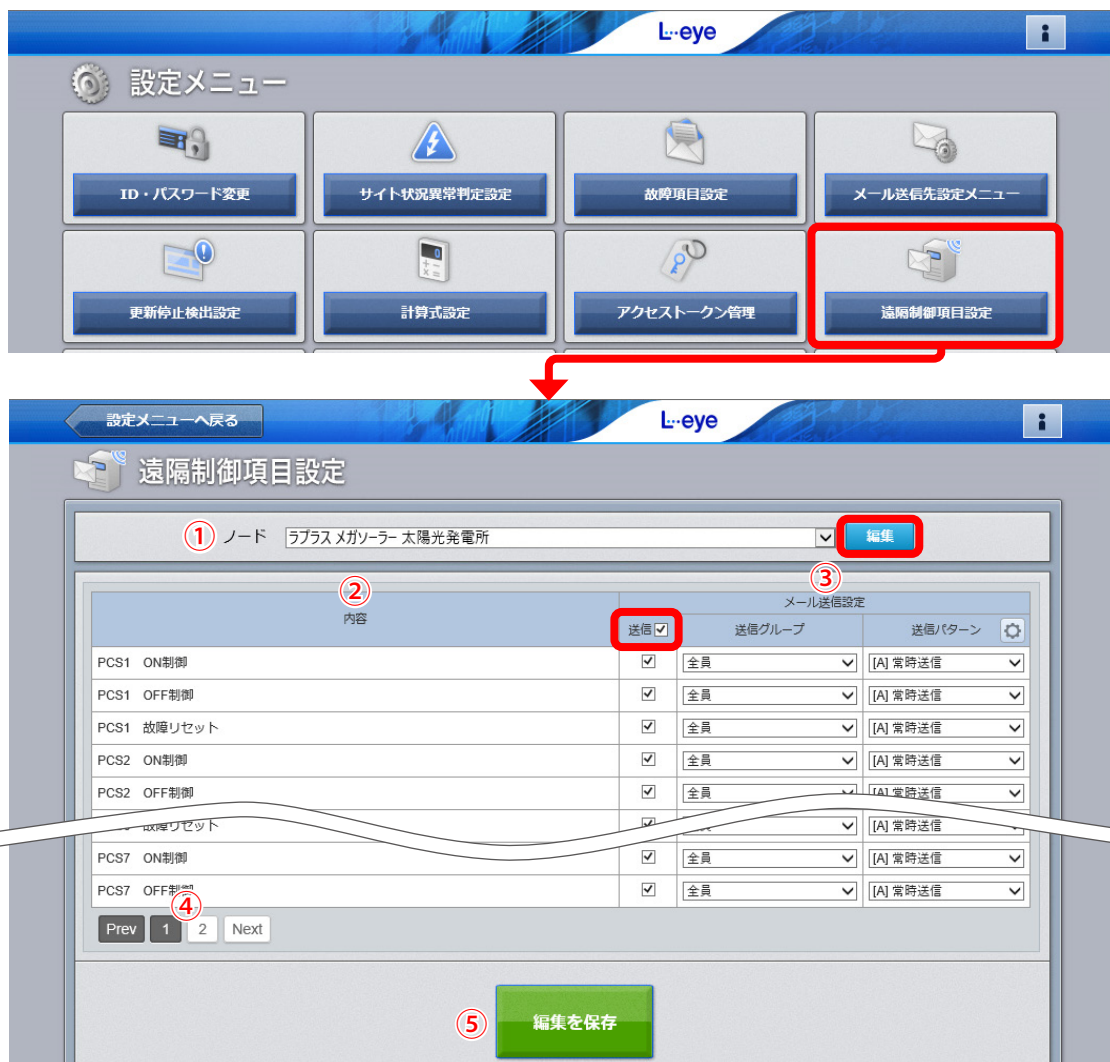 L···eye
設定メニュー
ID・パスワード変更
サイト状況異常判定設定
故障項目設定
メール送信先設定メニュー
更新停止検出設定
計算式設定
アクセストークン管理
遠隔制御項目設定
設定メニューへ戻る
L···eye
遠隔制御項目設定
① ノード ラプラス メガソーラー 太陽光発電所 編集
② ③
内容 メール送信設定
送信 送信グループ 送信パターン
PCS1 ON制御 全員 [A] 常時送信
PCS1 OFF制御 全員 [A] 常時送信
PCS1 故障リセット 全員 [A] 常時送信
PCS2 ON制御 全員 [A] 常時送信
PCS2 OFF制御 全員 [A] 常時送信
故障リセット 全員 [A] 常時送信
PCS7 ON制御 全員 [A] 常時送信
PCS7 OFF制御 全員 [A] 常時送信
④
Prev 1 2 Next
⑤ 編集を保存